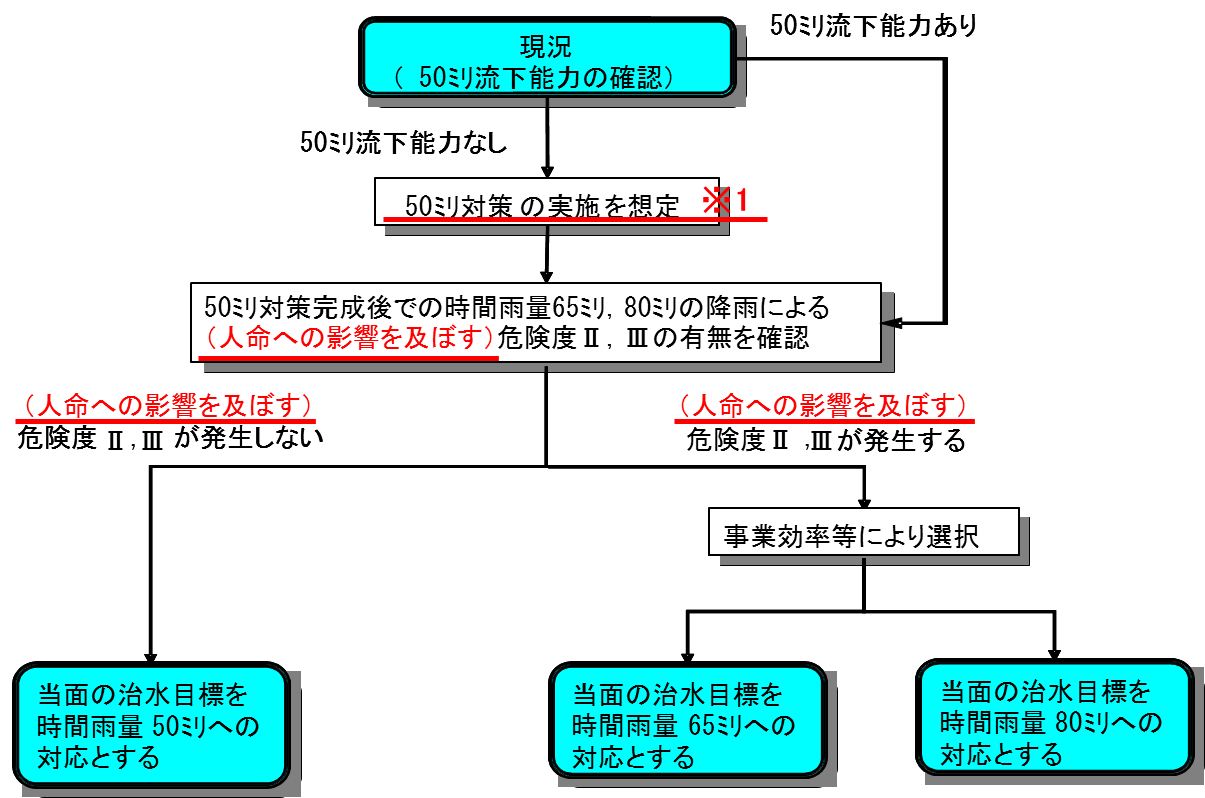 50ミリ流下能力あり
現況
( 50ミリ流下能力の確認)
50ミリ流下能力なし
50ミリ対策の実施を想定 ※1
50ミリ対策完成後での時間雨量65ミリ, 80ミリの降雨による
(人命への影響を及ぼす)危険度Ⅱ, Ⅲの有無を確認
(人命への影響を及ぼす)
危険度Ⅱ,Ⅲが発生しない
(人命への影響を及ぼす)
危険度Ⅱ ,Ⅲが発生する
事業効率等により選択
当面の治水目標を
時間雨量 50ミリへの
対応とする
当面の治水目標を
時間雨量 65ミリへの
対応とする
当面の治水目標を
時間雨量 80ミリへの
対応とする